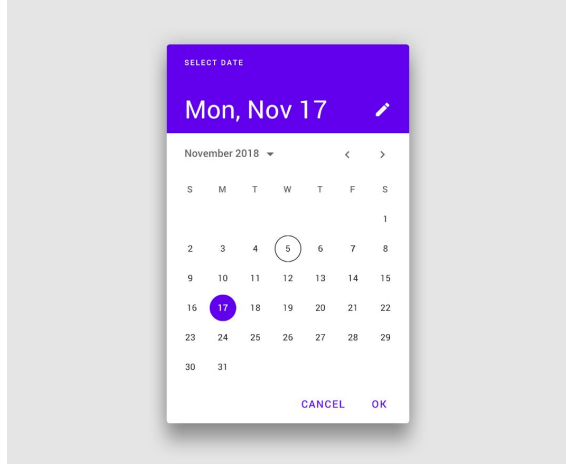 SELECT DATE
Mon, Nov 17
November 2018
S M T W T F S
1
2 3 4 5 6 7 8
9 10 11 12 13 14 15
16 17 18 19 20 21 22
23 24 25 26 27 28 29
30 31
CANCEL OK